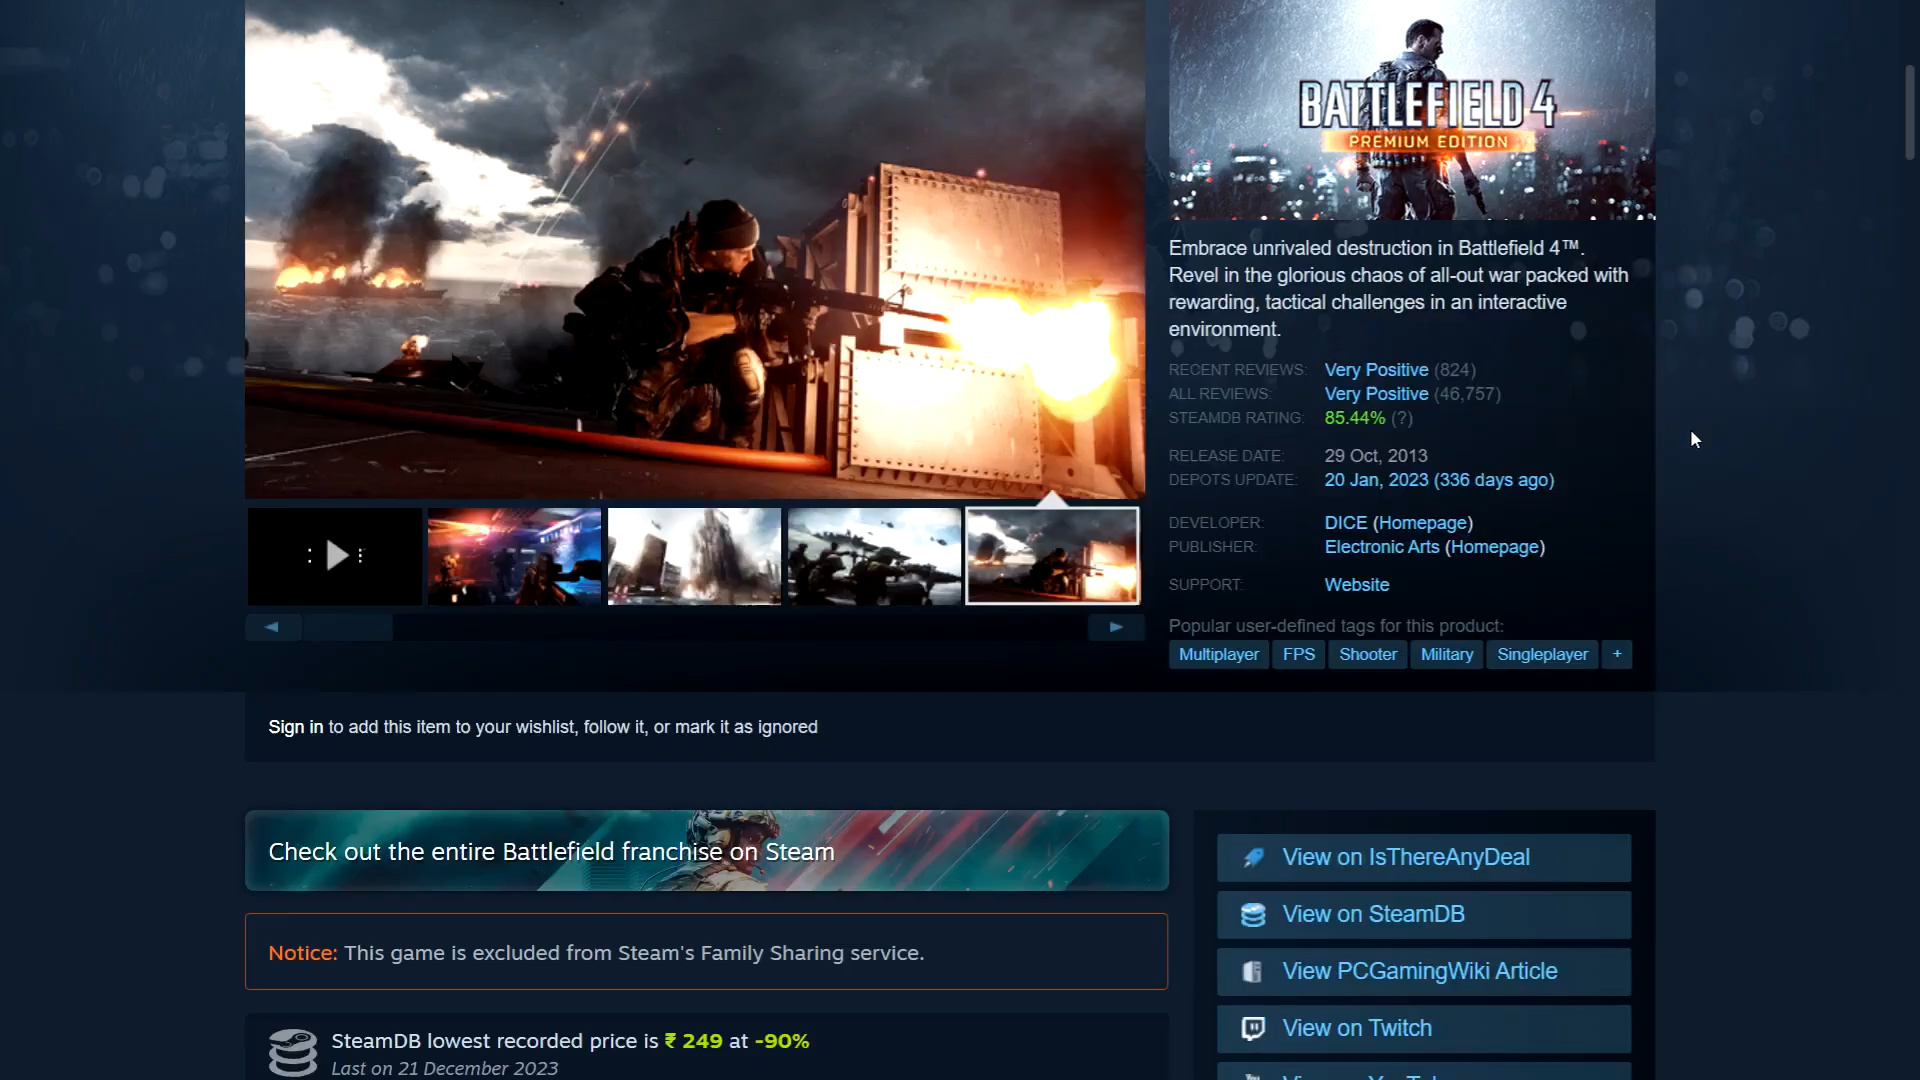 BATTLEFIELD 4
PREMIUM EDITION
Embrace unrivaled destruction in Battlefield 4™.
Revel in the glorious chaos of all-out war packed with
rewarding, tactical challenges in an interactive
environment.
RECENT REVIEWS: Very Positive (824)
ALL REVIEWS: Very Positive (46,757)
STEAMDB RATING: 85.44% (?)
RELEASE DATE: 29 Oct, 2013
DEPOTS UPDATE: 20 Jan, 2023 (336 days ago)
DEVELOPER: DICE (Homepage)
PUBLISHER: Electronic Arts (Homepage)
SUPPORT: Website
Popular user-defined tags for this product:
Multiplayer FPS Shooter Military Singleplayer +
Sign in to add this item to your wishlist, follow it, or mark it as ignored
Check out the entire Battlefield franchise on Steam
Notice: This game is excluded from Steam's Family Sharing service.
SteamDB lowest recorded price is ₹ 249 at -90%
Last on 21 December 2023
View on IsThereAnyDeal
View on SteamDB
View PCGamingWiki Article
View on Twitch